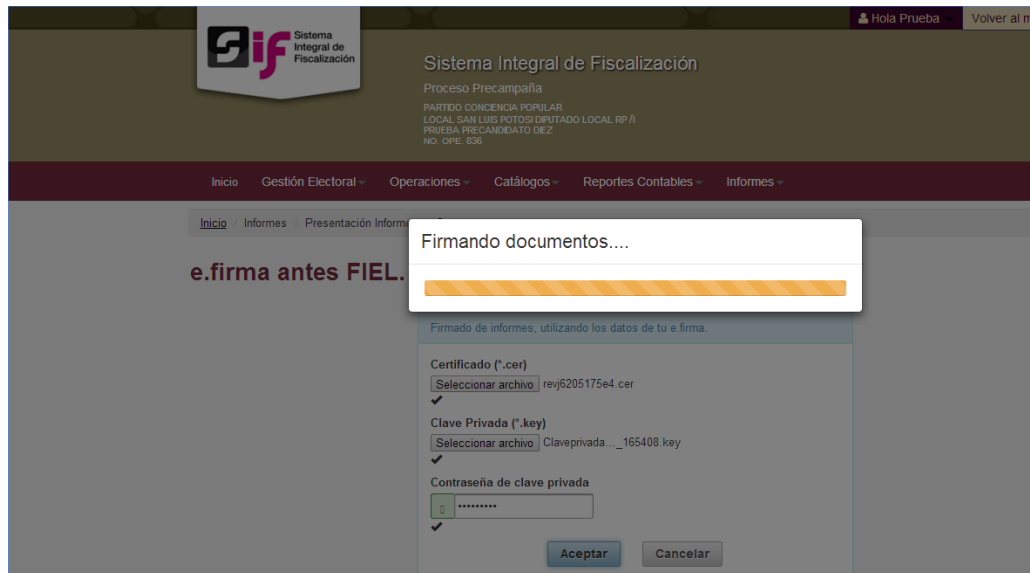 Hola Prueba
Volver al m
Sif
Sistema
Integral de
Fiscalización
Sistema Integral de Fiscalización
Proceso Precampaña
PARTIDO CONCIENCIA POPULAR
LOCAL SAN LUIS POTOSI DIPUTADO LOCAL RP /I
PRUEBA PRECANDIDATO DIEZ
NO. OPE. 836
Inicio Gestión Electoral Operaciones Catálogos Reportes Contables Informes
Inicio / Informes / Presentación Informe
Firmando documentos....
e.firma antes FIEL.
Firmado de informes, utilizando los datos de tu e.firma.
Certificado (*.cer)
Seleccionar archivo revj6205175e4.cer
Clave Privada (*.key)
Seleccionar archivo Claveprivada..._165408.key
Contraseña de clave privada
•••••••••
Aceptar Cancelar